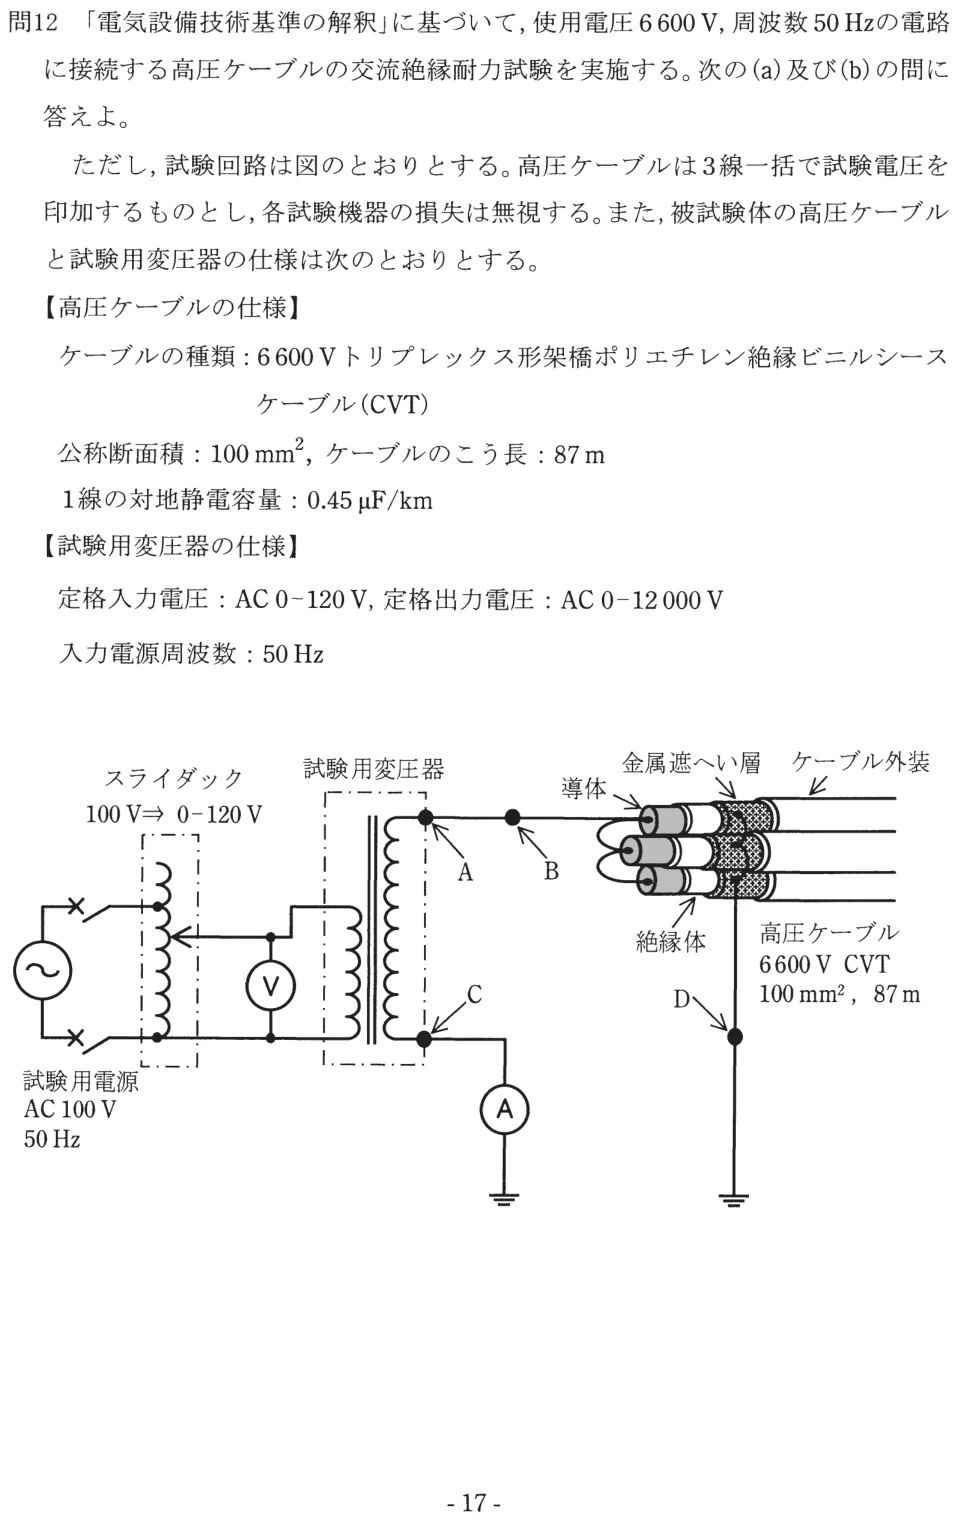 問12 「電気設備技術基準の解釈」に基づいて,使用電圧6 600 V,周波数50 Hzの電路
に接続する高圧ケーブルの交流絶縁耐力試験を実施する。次の(a)及び(b)の問に
答えよ。
ただし,試験回路は図のとおりとする。高圧ケーブルは3線一括で試験電圧を
印加するものとし,各試験機器の損失は無視する。また,被試験体の高圧ケーブル
と試験用変圧器の仕様は次のとおりとする。
【高圧ケーブルの仕様】
ケーブルの種類:6 600 Vトリプレックス形架橋ポリエチレン絶縁ビニルシース
ケーブル(CVT)
公称断面積:100 mm²,ケーブルのこう長:87 m
1線の対地静電容量:0.45 µF/km
【試験用変圧器の仕様】
定格入力電圧:AC 0-120 V,定格出力電圧:AC 0-12 000 V
入力電源周波数:50 Hz
スライダック
100 V⇒ 0-120 V
試験用変圧器
金属遮へい層
ケーブル外装
導体
A
B
絶縁体
高圧ケーブル
6 600 V CVT
100 mm², 87 m
V
C
D
A
試験用電源
AC 100 V
50 Hz
- 17 -